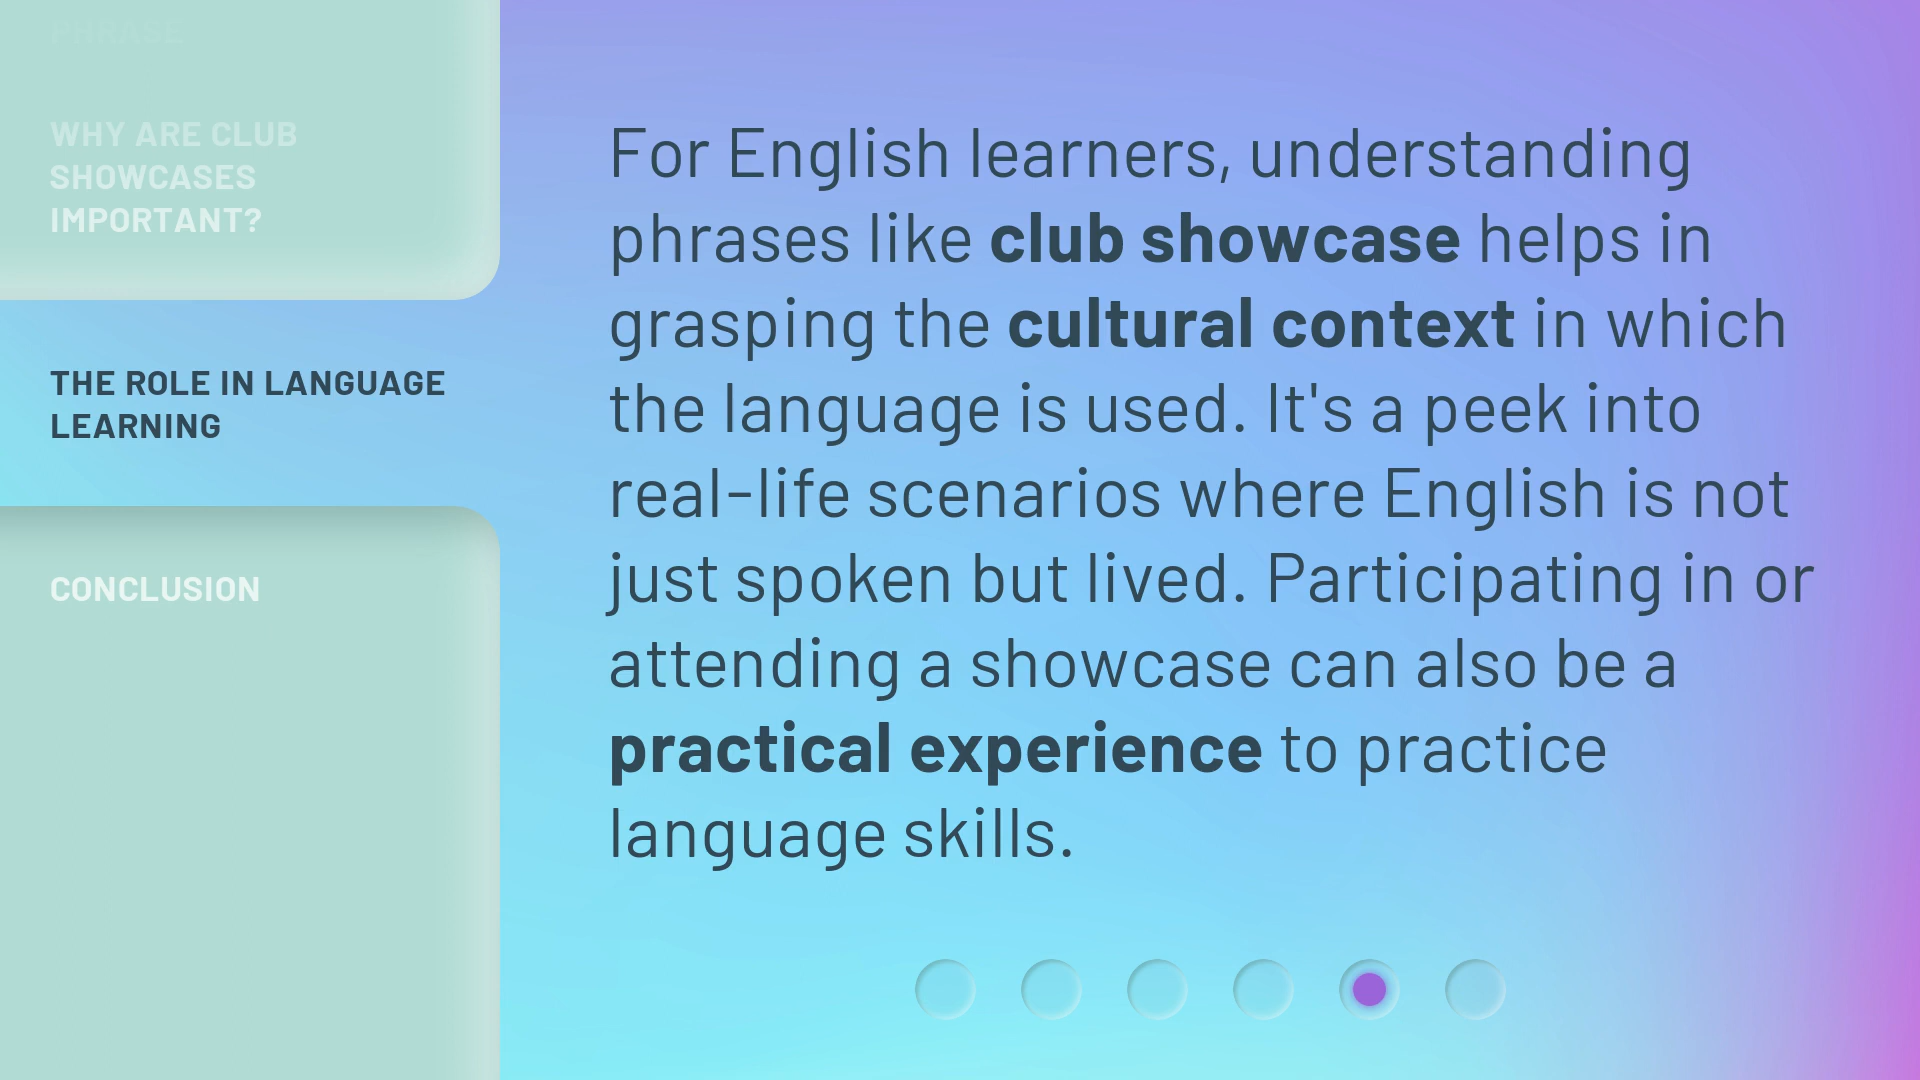 PHRASE
WHY ARE CLUB
SHOWCASES
IMPORTANT?
THE ROLE IN LANGUAGE
LEARNING
CONCLUSION
For English learners, understanding
phrases like club showcase helps in
grasping the cultural context in which
the language is used. It's a peek into
real-life scenarios where English is not
just spoken but lived. Participating in or
attending a showcase can also be a
practical experience to practice
language skills.